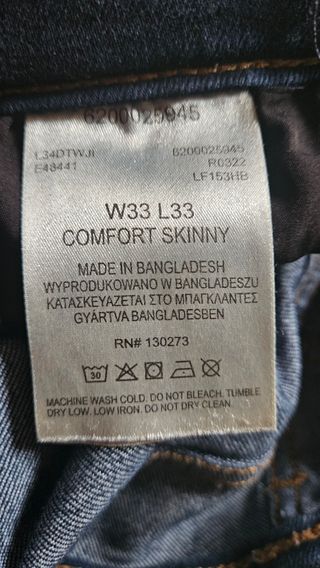 6200025945
L34DTWJI 6200025945
E48441 R0322
LF153HB
W33 L33
COMFORT SKINNY
MADE IN BANGLADESH
WYPRODUKOWANO W BANGLADESZU
ΚΑΤΑΣΚΕΥΑΖΕΤΑΙ ΣΤΟ ΜΠΑΓΚΛΑΝΤΕΣ
GYÁRTVA BANGLADESBEN
RN# 130273
30
MACHINE WASH COLD. DO NOT BLEACH. TUMBLE
DRY LOW. LOW IRON. DO NOT DRY CLEAN.